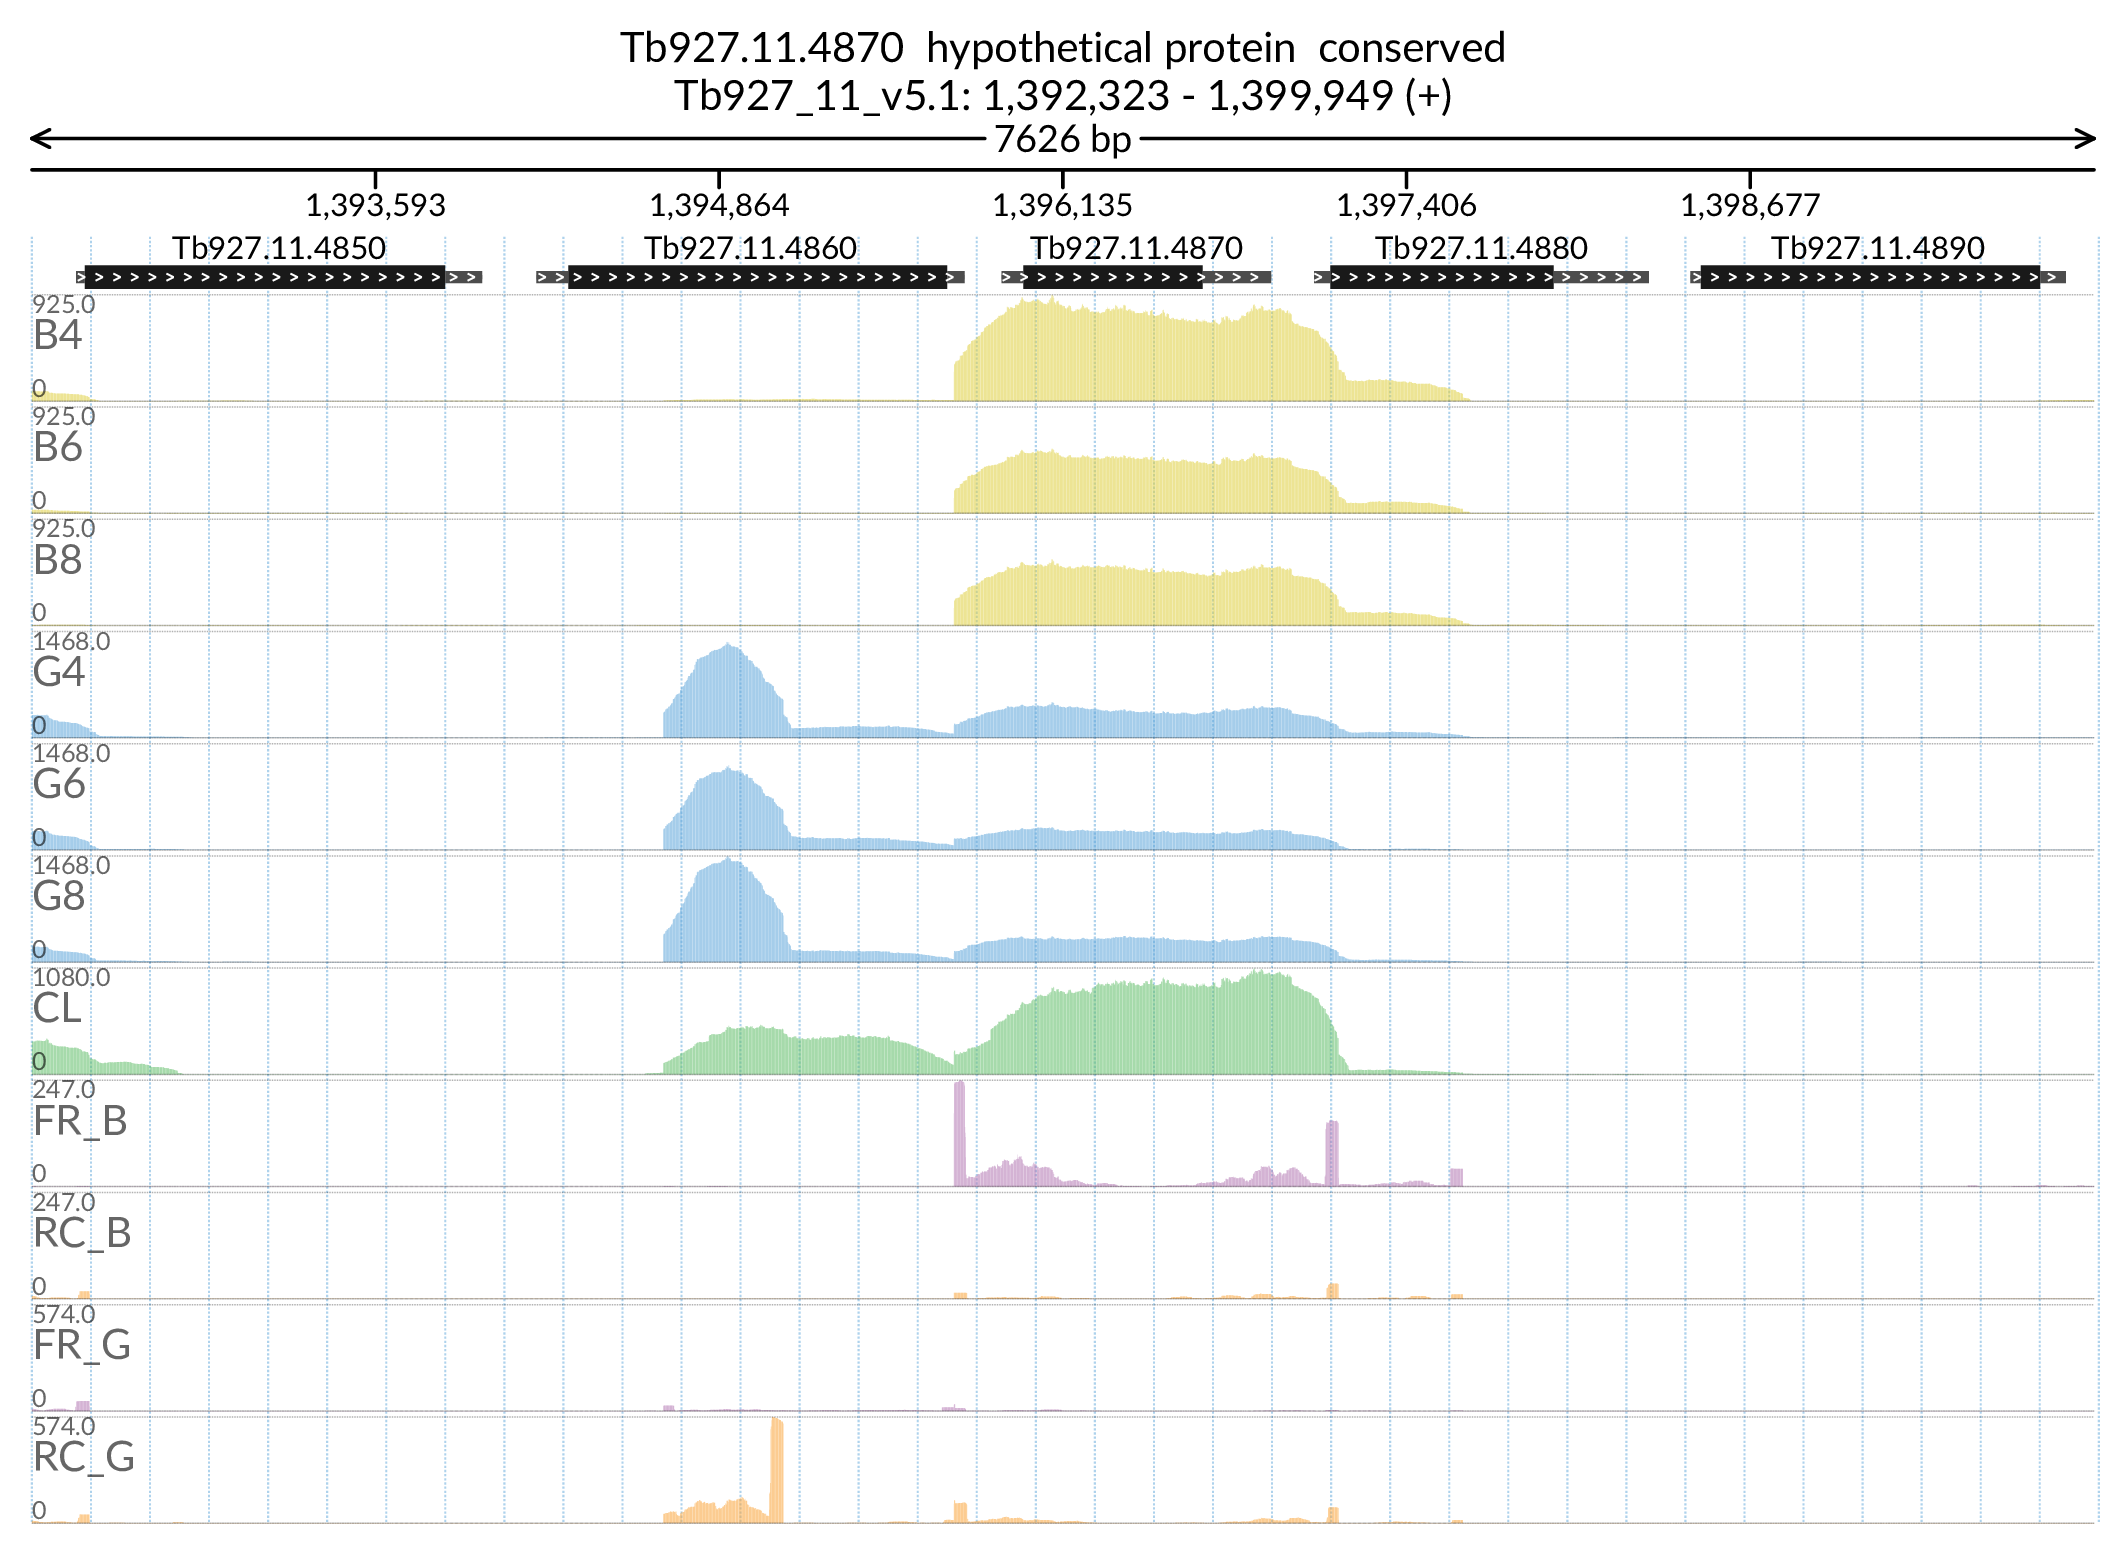 Tb927.11.4870  hypothetical protein  conserved
Tb927_11_v5.1: 1,392,323 - 1,399,949 (+)
7626 bp
1,393,593 1,394,864 1,396,135 1,397,406 1,398,677
Tb927.11.4850 Tb927.11.4860 Tb927.11.4870 Tb927.11.4880 Tb927.11.4890
925.0
B4
0
925.0
B6
0
925.0
B8
0
1468.0
G4
0
1468.0
G6
0
1468.0
G8
0
1080.0
CL
0
247.0
FR_B
0
247.0
RC_B
0
574.0
FR_G
0
574.0
RC_G
0